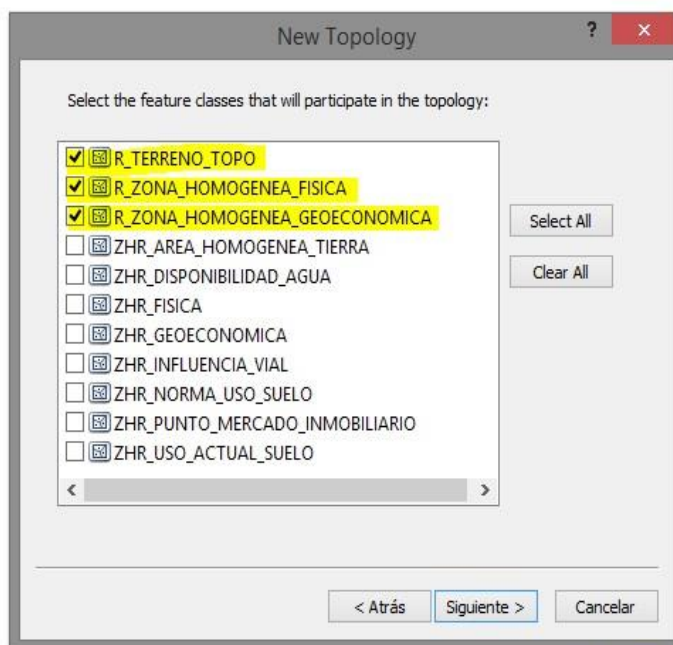 New Topology
?
×
Select the feature classes that will participate in the topology:
R_TERRENO_TOPO
R_ZONA_HOMOGENEA_FISICA
R_ZONA_HOMOGENEA_GEOECONOMICA
ZHR_AREA_HOMOGENEA_TIERRA
ZHR_DISPONIBILIDAD_AGUA
ZHR_FISICA
ZHR_GEOECONOMICA
ZHR_INFLUENCIA_VIAL
ZHR_NORMA_USO_SUELO
ZHR_PUNTO_MERCADO_INMOBILIARIO
ZHR_USO_ACTUAL_SUELO
Select All
Clear All
< Atrás
Siguiente >
Cancelar